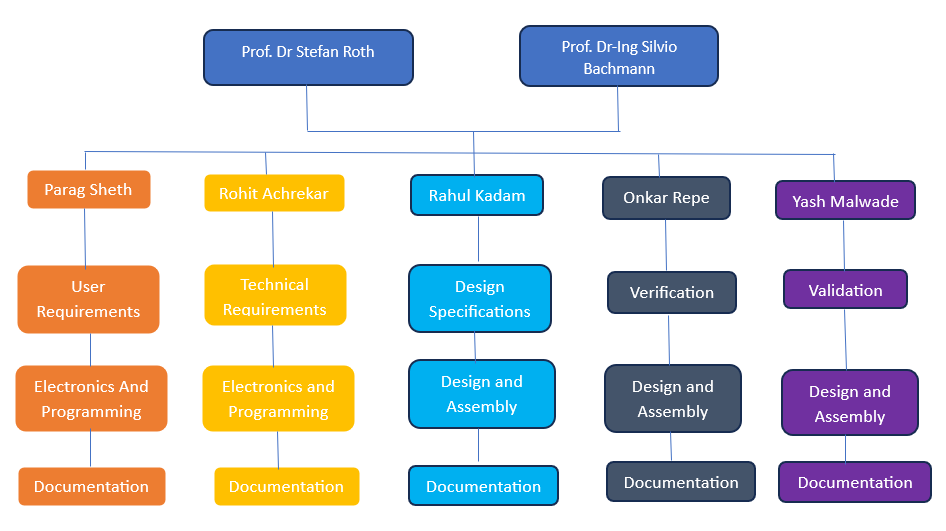 Prof. Dr Stefan Roth
Prof. Dr-Ing Silvio
Bachmann
Parag Sheth
Rohit Achrekar
Rahul Kadam
Onkar Repe
Yash Malwade
User
Requirements
Technical
Requirements
Design
Specifications
Verification
Validation
Electronics And
Programming
Electronics and
Programming
Design and
Assembly
Design and
Assembly
Design and
Assembly
Documentation
Documentation
Documentation
Documentation
Documentation